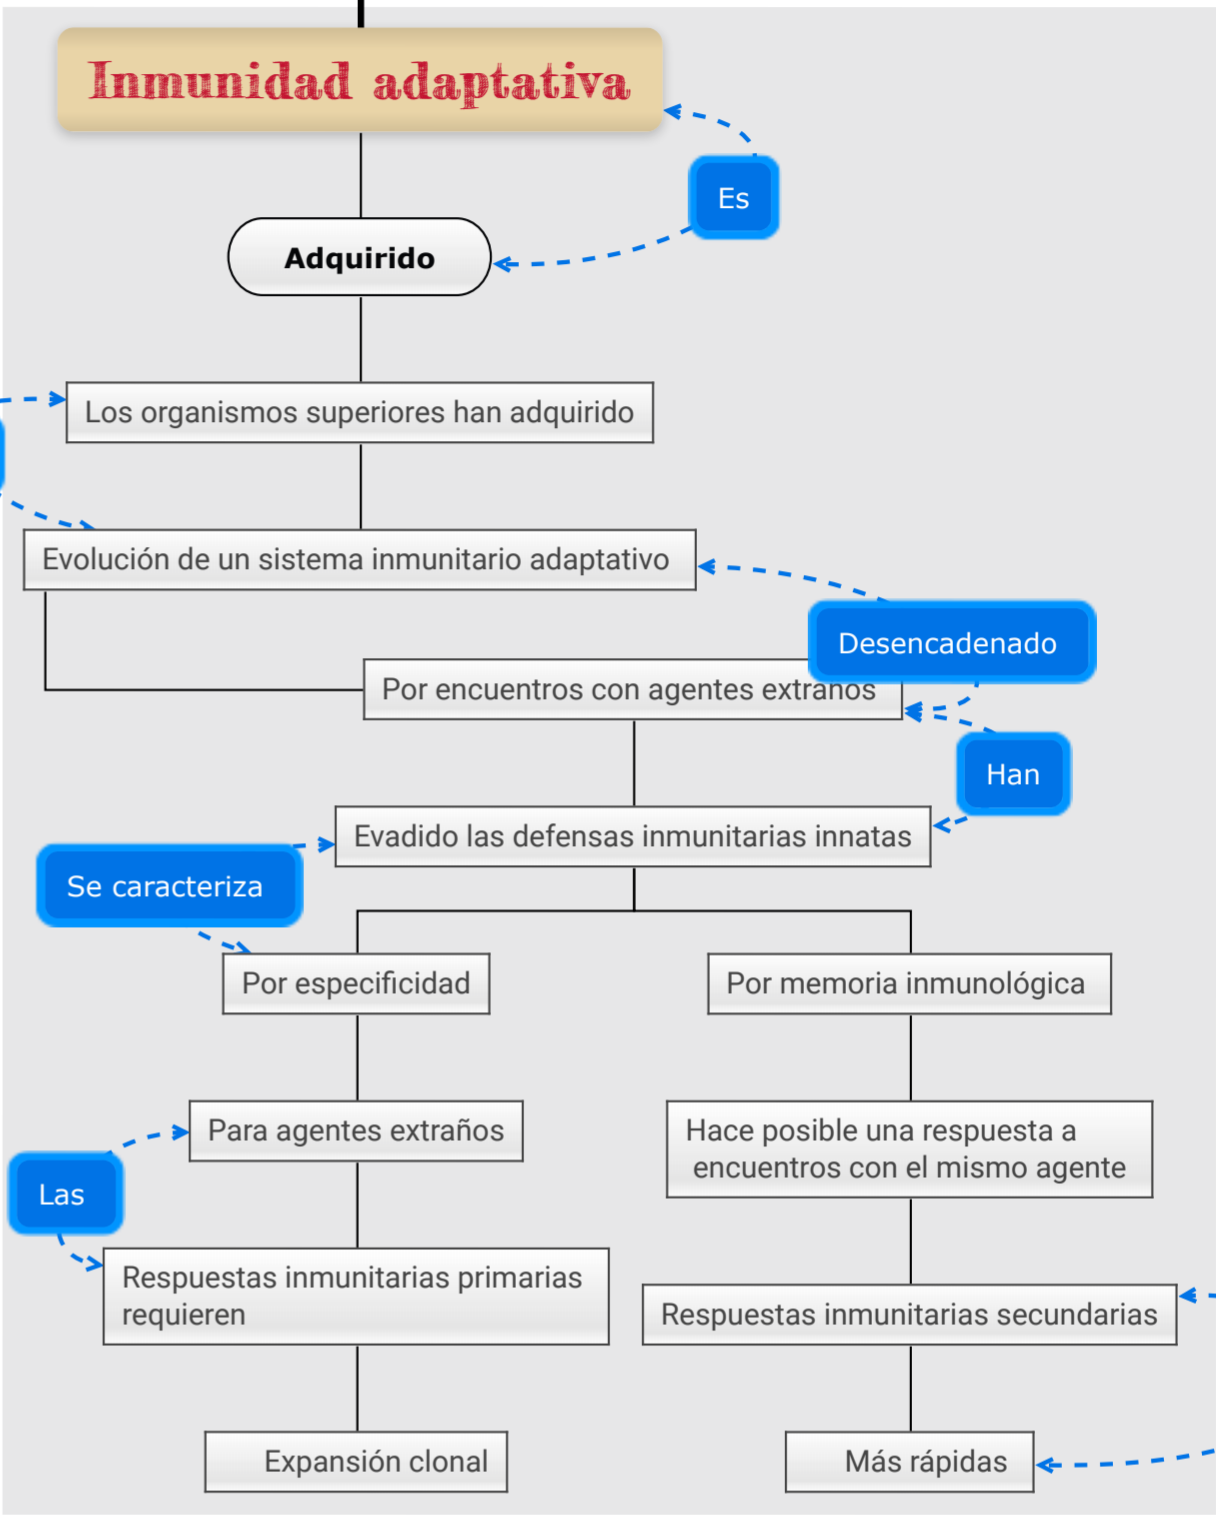 Inmunidad adaptativa
Es
Adquirido
Los organismos superiores han adquirido
Evolución de un sistema inmunitario adaptativo
Desencadenado
Por encuentros con agentes extraños
Han
Evadido las defensas inmunitarias innatas
Se caracteriza
Por especificidad
Por memoria inmunológica
Para agentes extraños
Hace posible una respuesta a
encuentros con el mismo agente
Las
Respuestas inmunitarias primarias
requieren
Respuestas inmunitarias secundarias
Expansión clonal
Más rápidas